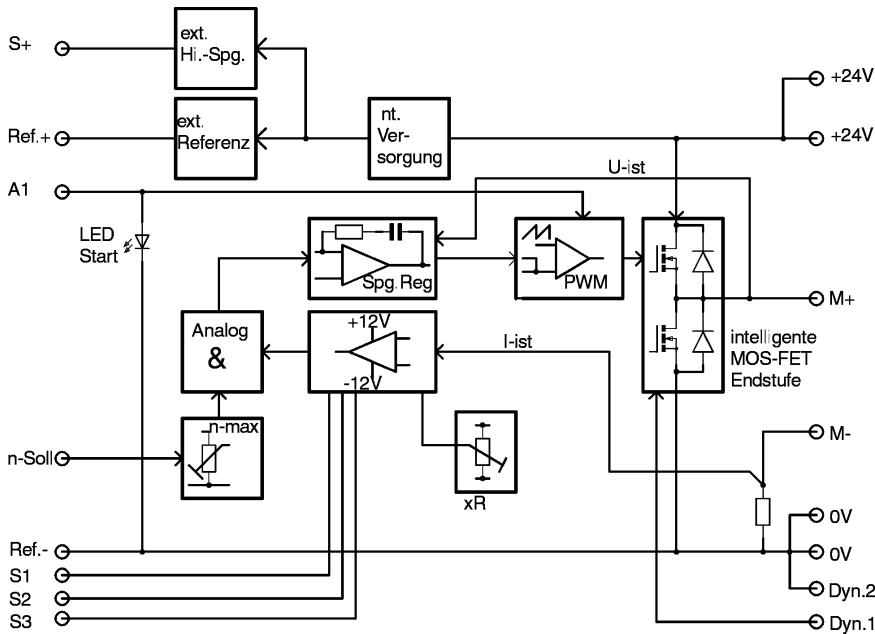 S+
ext.
Hi.-Spg.
+24V
Ref.+
ext.
Referenz
nt.
Ver-
sorgung
+24V
A1
U-ist
LED
Start
Spg.Reg
PWM
M+
Analog
&
+12V
-12V
I-ist
intelligente
MOS-FET
Endstufe
n-max
n-Soll
xR
M-
0V
Ref.-
0V
S1
S2
Dyn.2
S3
Dyn.1